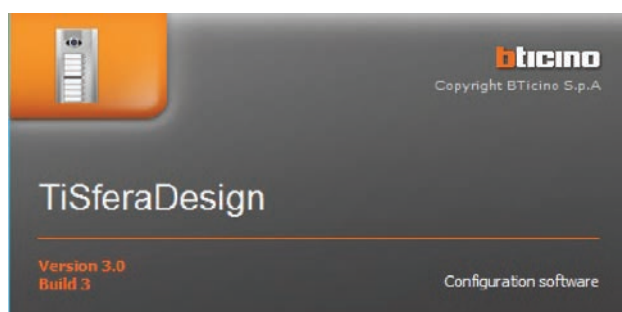 bticino
Copyright BTicino S.p.A
TiSferaDesign
Version 3.0
Build 3
Configuration software